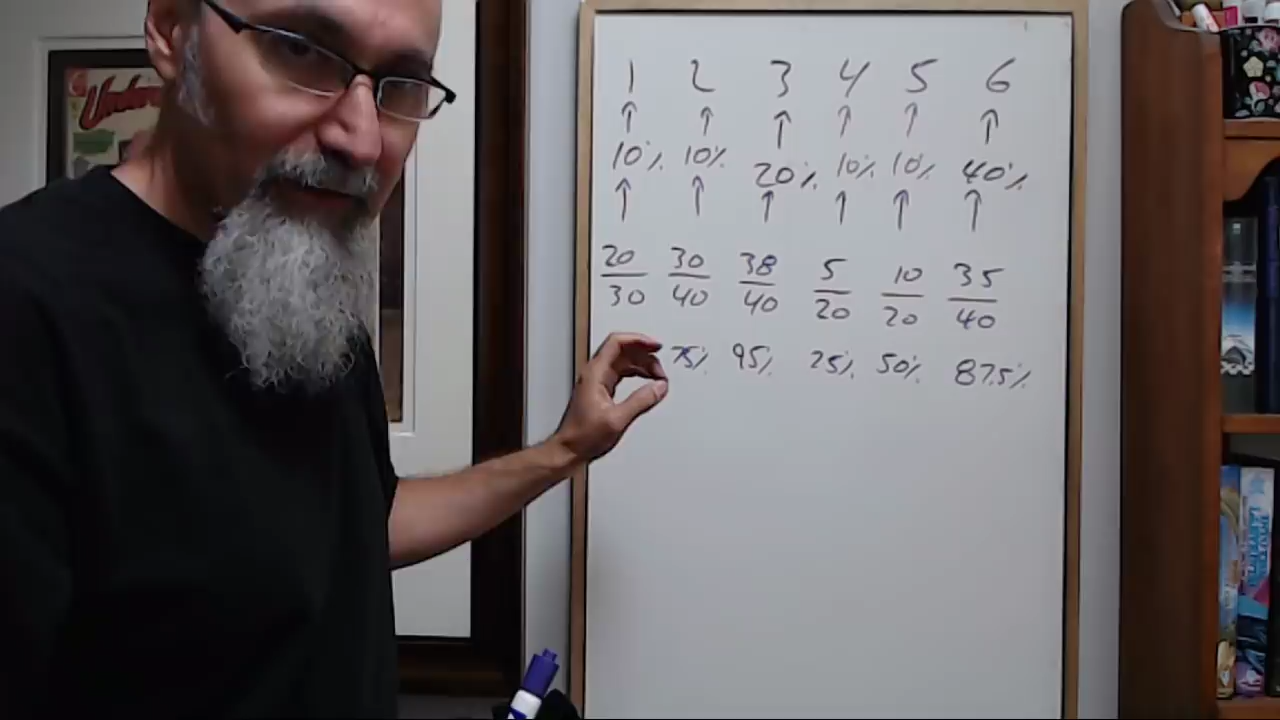 1 2 3 4 5 6
↑ ↑ ↑ ↑ ↑ ↑
10% 10% 20% 10% 10% 40%
↑ ↑ ↑ ↑ ↑ ↑
20/30 30/40 38/40 5/20 10/20 35/40
75% 95% 25% 50% 87.5%